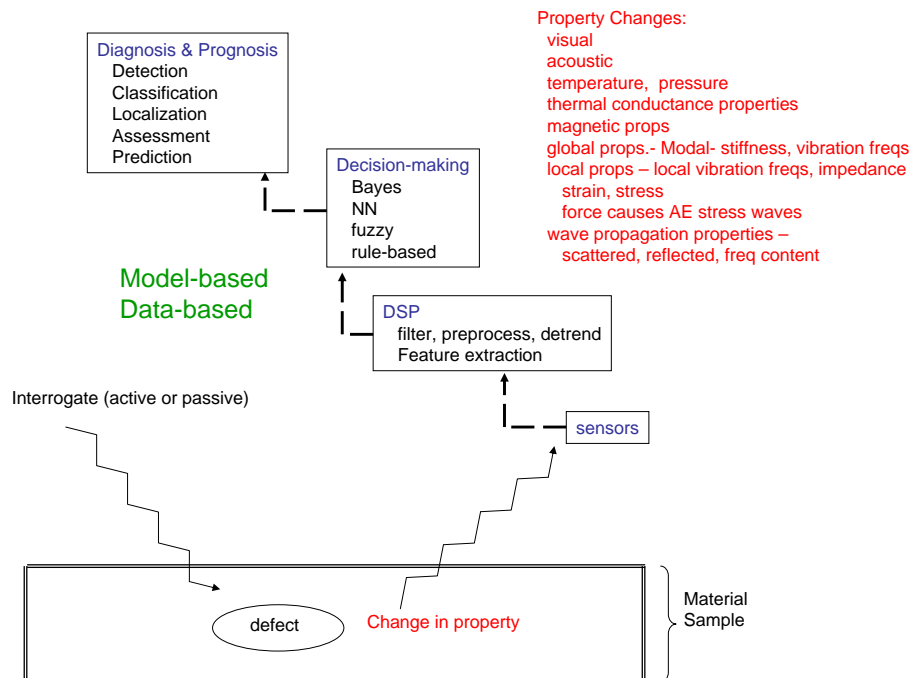 Property Changes:
visual
acoustic
temperature, pressure
thermal conductance properties
magnetic props
global props.- Modal- stiffness, vibration freqs
local props – local vibration freqs, impedance
strain, stress
force causes AE stress waves
wave propagation properties –
scattered, reflected, freq content
Diagnosis & Prognosis
Detection
Classification
Localization
Assessment
Prediction
Decision-making
Bayes
NN
fuzzy
rule-based
Model-based
Data-based
DSP
filter, preprocess, detrend
Feature extraction
Interrogate (active or passive)
sensors
defect
Change in property
Material
Sample